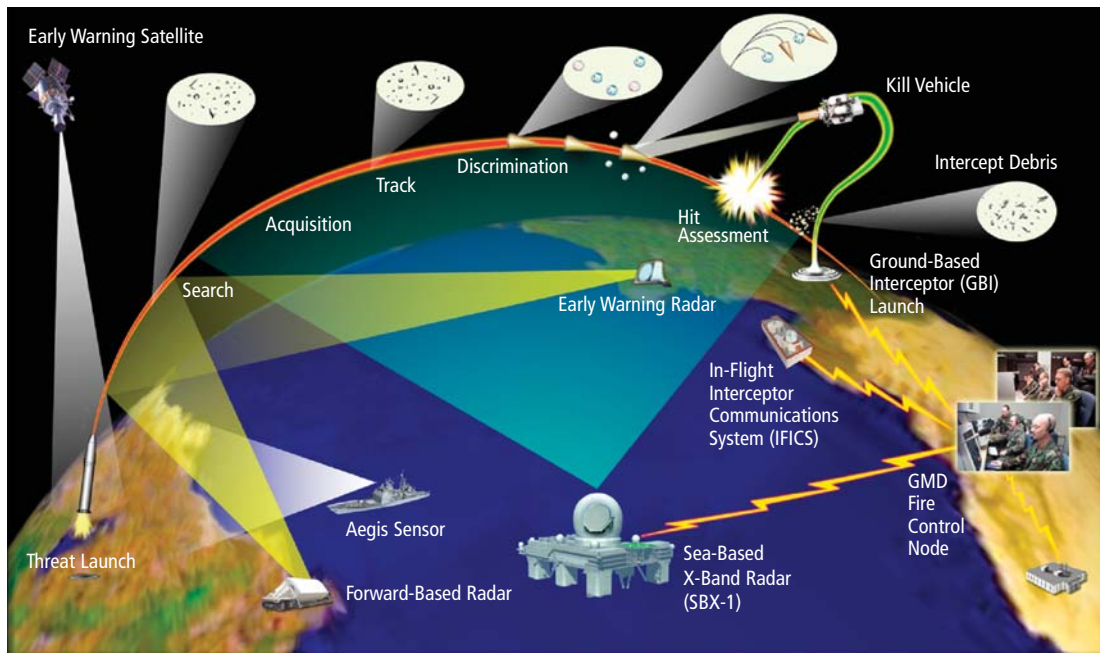 Early Warning Satellite
Kill Vehicle
Discrimination
Intercept Debris
Track
Acquisition
Hit
Assessment
Ground-Based
Interceptor (GBI)
Launch
Search
Early Warning Radar
In-Flight
Interceptor
Communications
System (IFICS)
GMD
Fire
Control
Node
Aegis Sensor
Threat Launch
Sea-Based
X-Band Radar
(SBX-1)
Forward-Based Radar